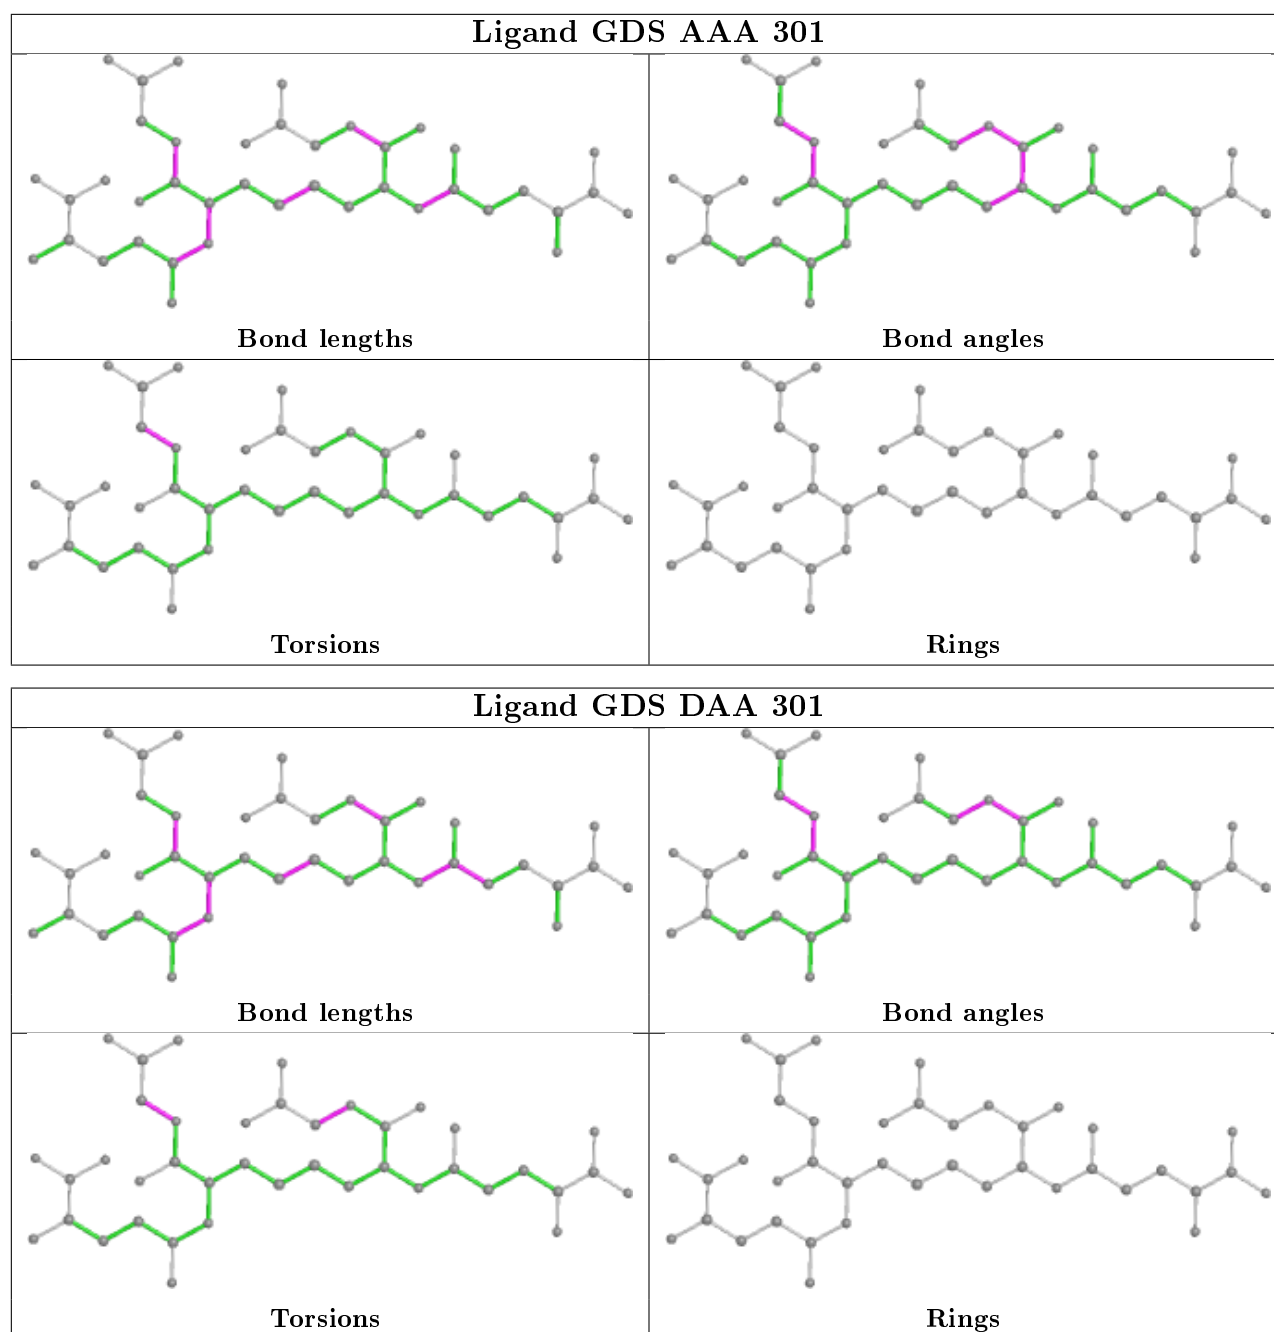 Ligand GDS AAA 301
Bond lengths
Bond angles
Torsions
Rings
Ligand GDS DAA 301
Bond lengths
Bond angles
Torsions
Rings